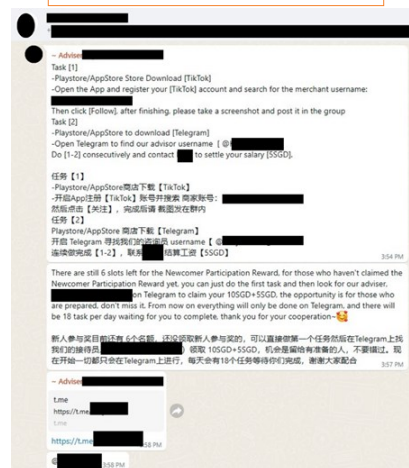 ~ Adviser
Task [1]
-Playstore/AppStore Store Download [TikTok]
-Open the App and register your [TikTok] account and search for the merchant username:
Then click [Follow], after finishing, please take a screenshot and post it in the group
Task [2]
-Playstore/AppStore to download [Telegram]
-Open Telegram to find our advisor username [ @
Do [1-2] consecutively and contact to settle your salary [5SGD].
任务【1】
-Playstore/AppStore商店下载【TikTok】
-开启App注册【TikTok】账号并搜索 商家账号：
然后点击【关注】，完成后请 截图发在群内
任务【2】
Playstore/AppStore 商店下载【Telegram】
开启 Telegram 寻找我们的咨询员 username【 @
连续做完成【1-2】，联系 结算工资【5SGD】
3:54 PM
There are still 6 slots left for the Newcomer Participation Reward, for those who haven't claimed the
Newcomer Participation Reward yet, you can just do the first task and then look for our adviser.
on Telegram to claim your 10SGD+5SGD, the opportunity is for those who
are prepared, don't miss it. From now on everything will only be done on Telegram, and there will
be 18 task per day waiting for you to complete, thank you for your cooperation~🥰
新人参与奖目前还有 6个名额，还没领取新人参与奖的，可以直接做第一个任务然后在Telegram上找
我们的接待员 ）领取 10SGD+5SGD，机会是留给有准备的人，不要错过。现
在开始一切都只会在Telegram上进行，每天会有18个任务等待你们完成，谢谢大家配合
3:57 PM
~ Adviser
t.me
https://t.me
t.me
https://t.me
3:58 PM
@
3:58 PM